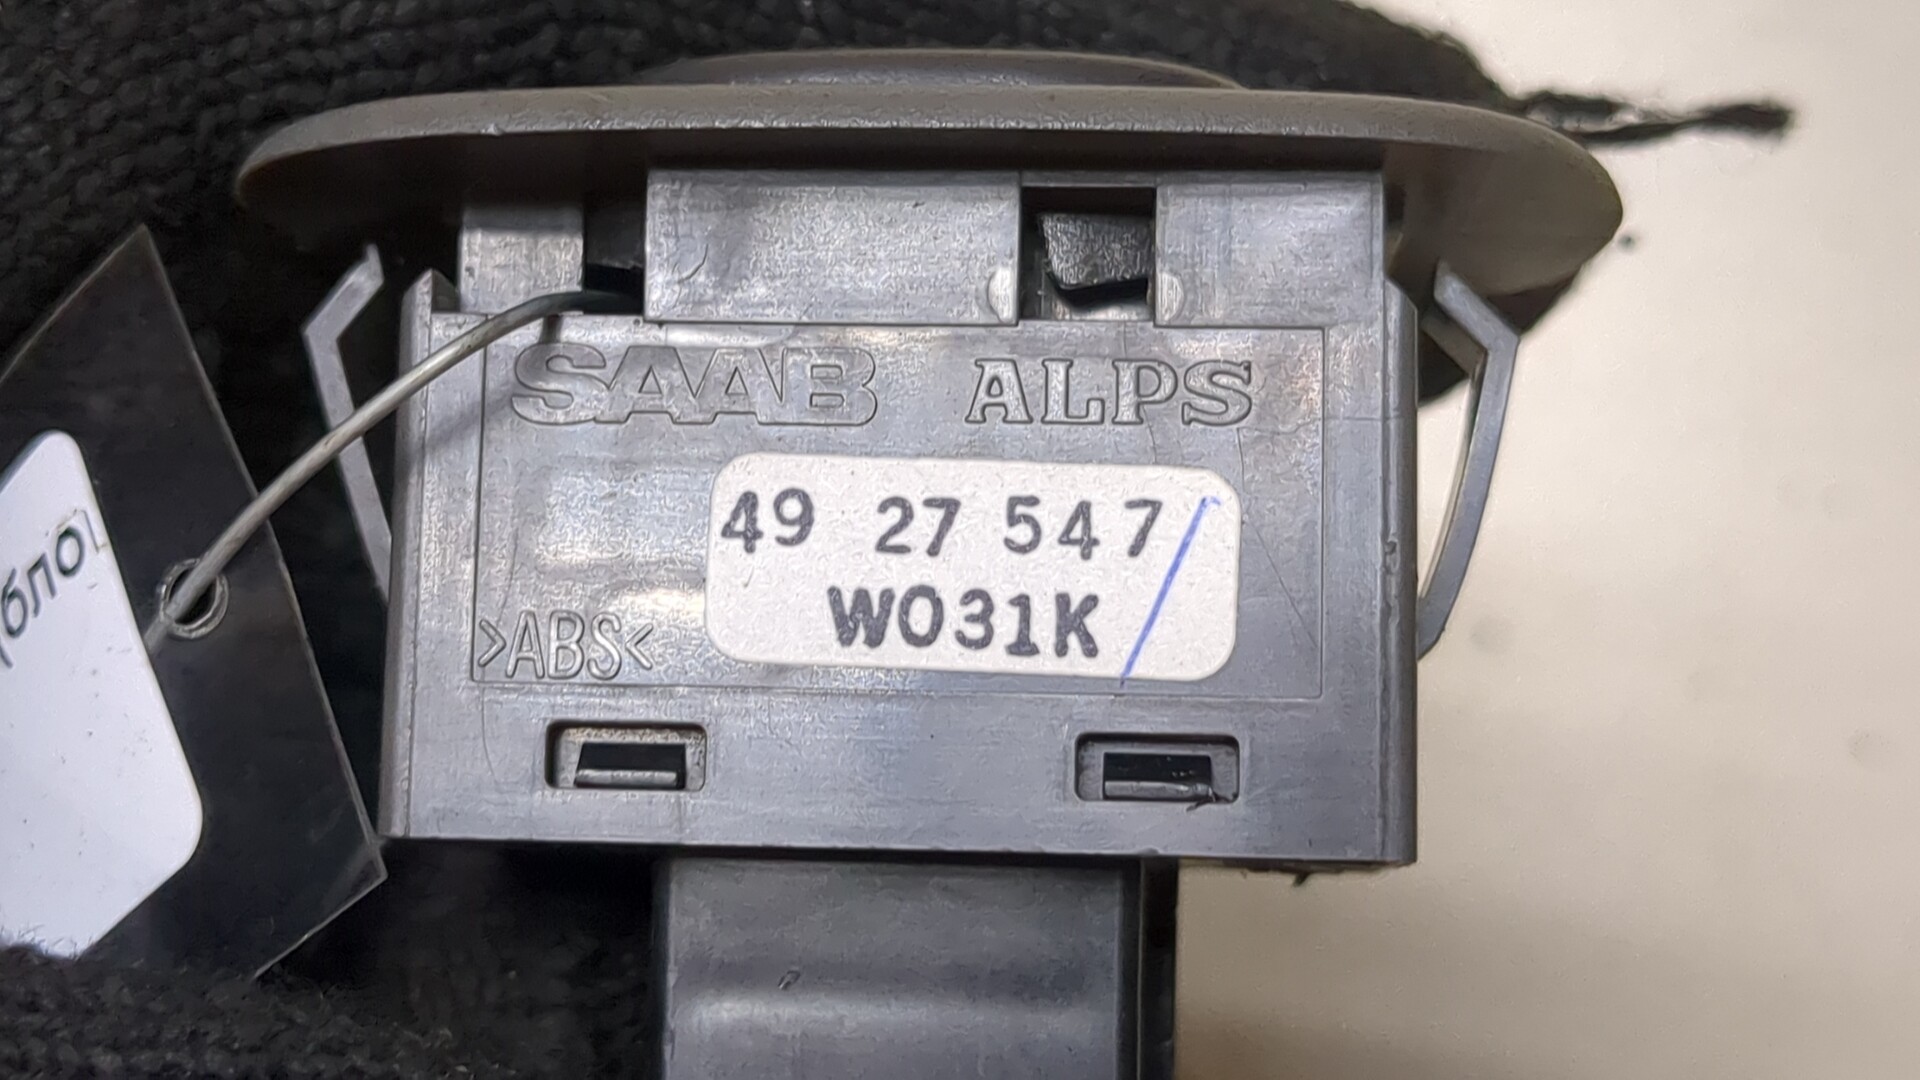 SAAB ALPS
49 27 547
W031K
>ABS<